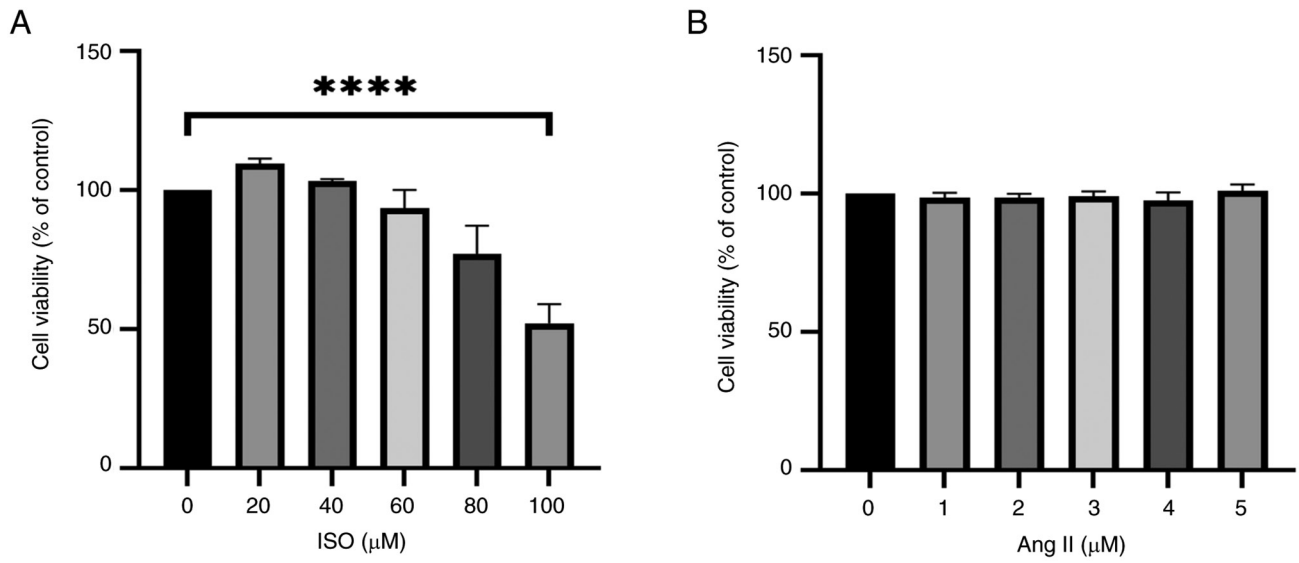 A
Cell viability (% of control)
150
100
50
0
****
0 20 40 60 80 100
ISO (μM)
B
Cell viability (% of control)
150
100
50
0
0 1 2 3 4 5
Ang II (μM)